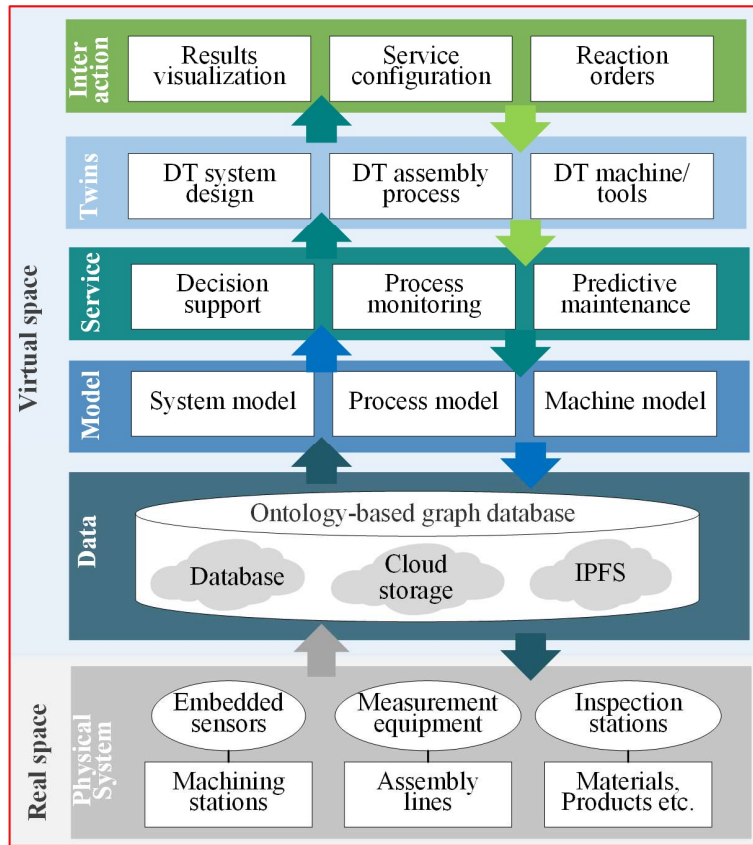 Inter
action
Results
visualization
Service
configuration
Reaction
orders
Twins
DT system
design
DT assembly
process
DT machine/
tools
Service
Decision
support
Process
monitoring
Predictive
maintenance
Virtual space
Model
System model
Process model
Machine model
Data
Ontology-based graph database
Database
Cloud
storage
IPFS
Real space
Physical
System
Embedded
sensors
Measurement
equipment
Inspection
stations
Machining
stations
Assembly
lines
Materials,
Products etc.